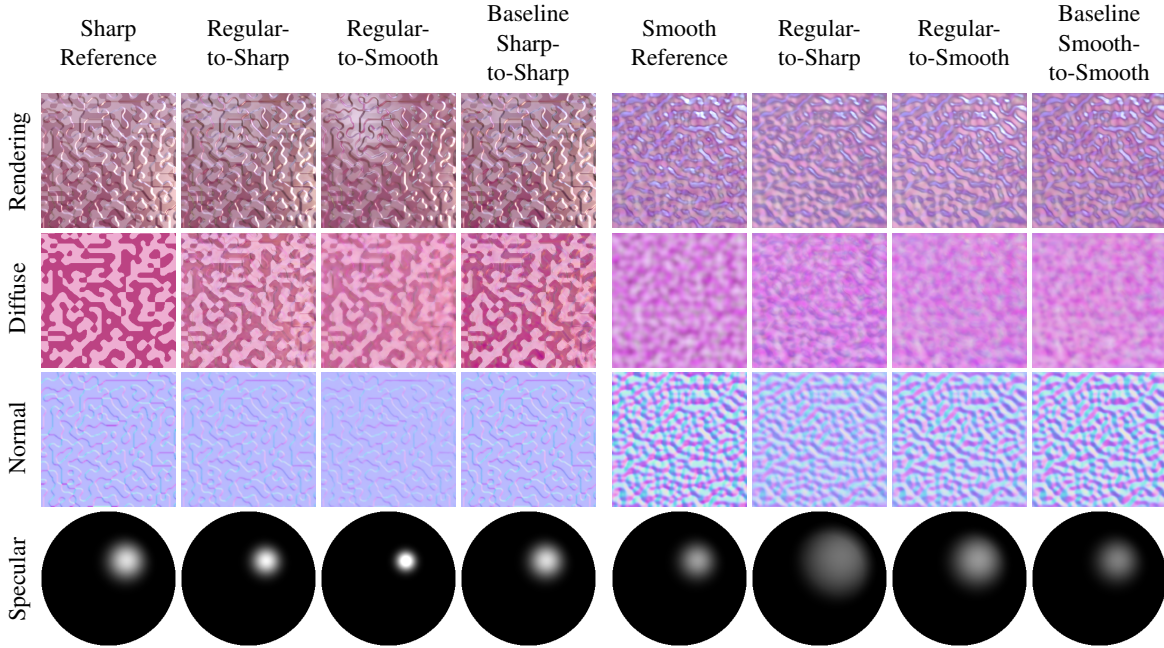 Sharp
Reference
Regular-
to-Sharp
Regular-
to-Smooth
Baseline
Sharp-
to-Sharp
Smooth
Reference
Regular-
to-Sharp
Regular-
to-Smooth
Baseline
Smooth-
to-Smooth
Rendering
Diffuse
Normal
Specular